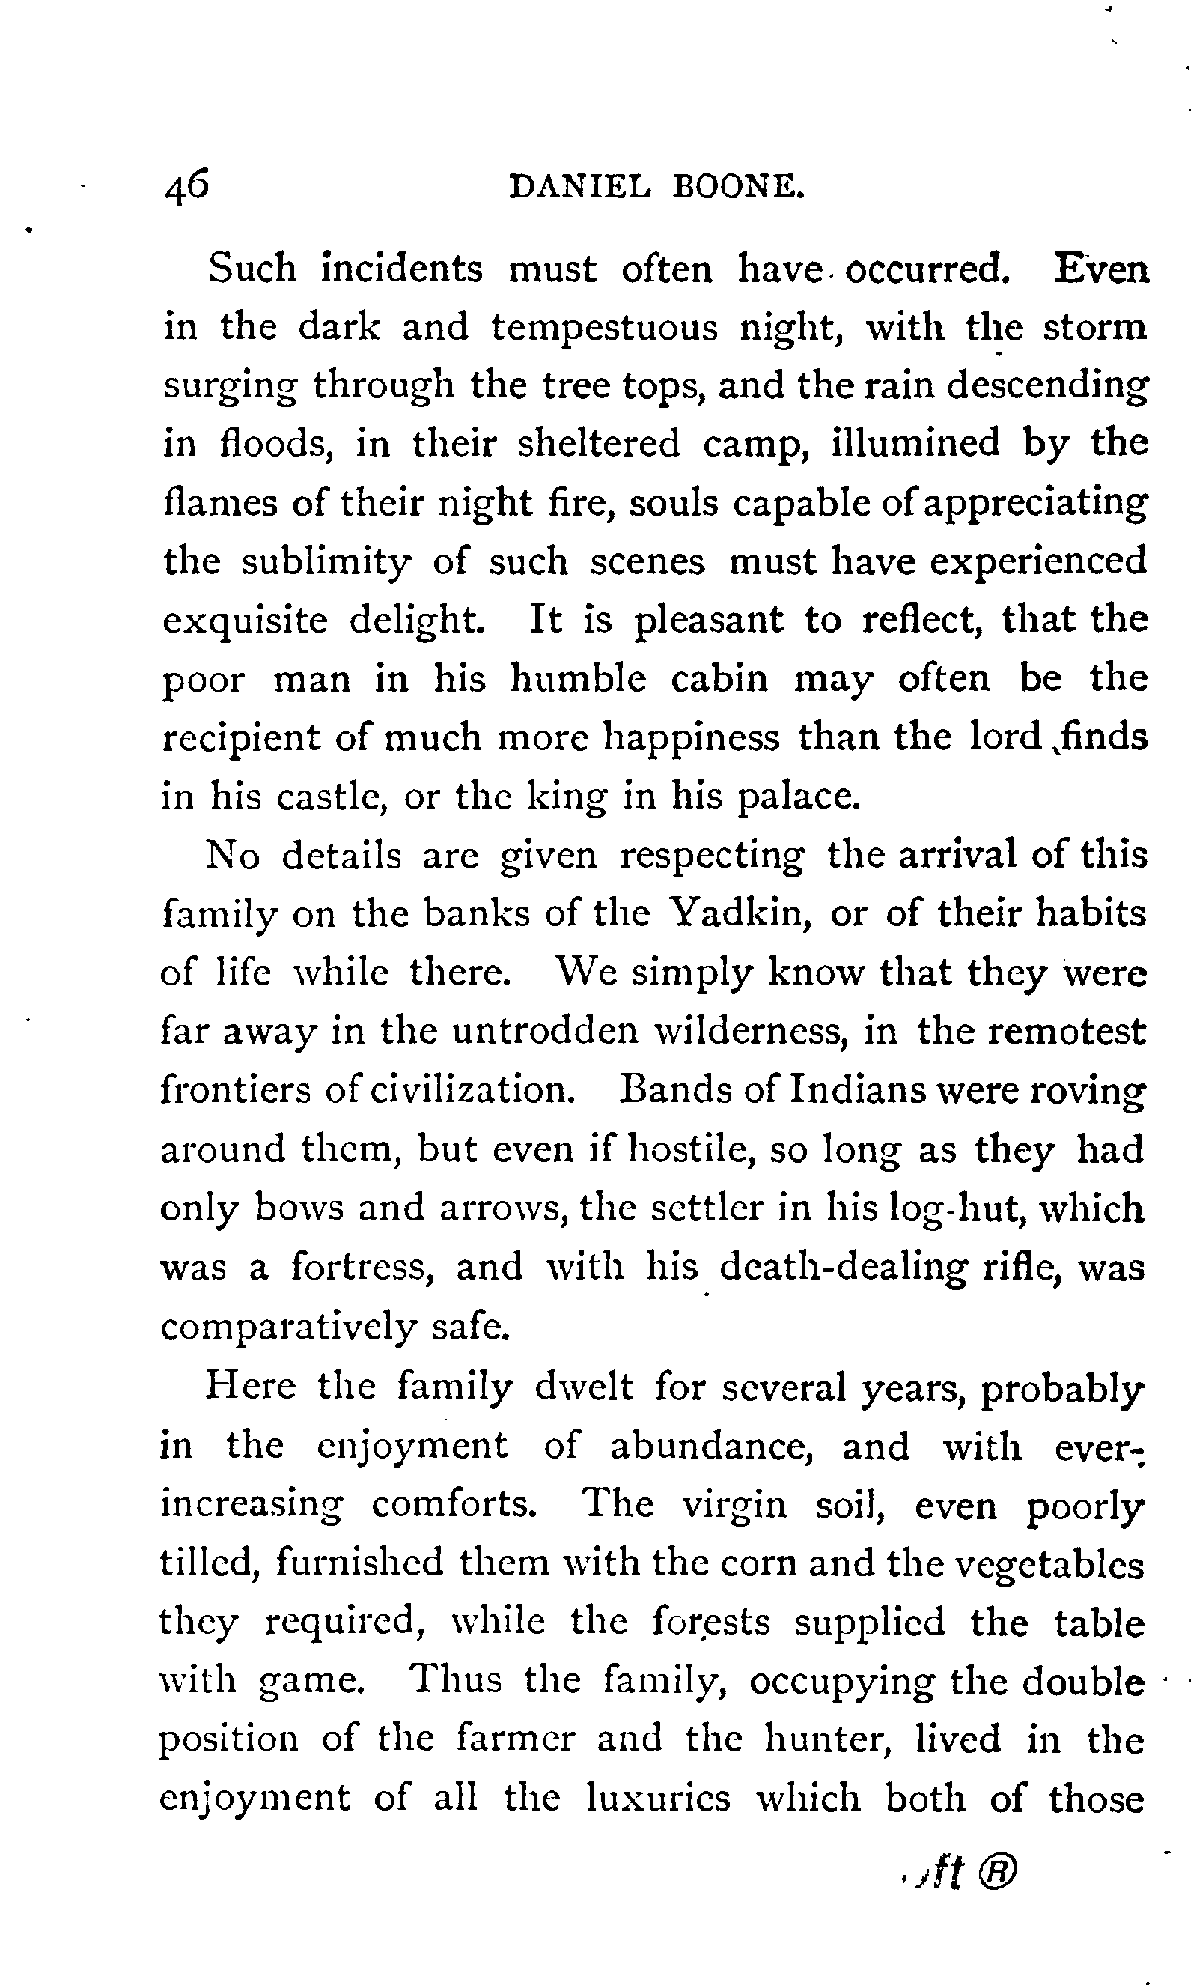 46 DANIEL BOONE.
Such incidents must often have occurred. Even
in the dark and tempestuous night, with the storm
surging through the tree tops, and the rain descending
in floods, in their sheltered camp, illumined by the
flames of their night fire, souls capable of appreciating
the sublimity of such scenes must have experienced
exquisite delight. It is pleasant to reflect, that the
poor man in his humble cabin may often be the
recipient of much more happiness than the lord finds
in his castle, or the king in his palace.
No details are given respecting the arrival of this
family on the banks of the Yadkin, or of their habits
of life while there. We simply know that they were
far away in the untrodden wilderness, in the remotest
frontiers of civilization. Bands of Indians were roving
around them, but even if hostile, so long as they had
only bows and arrows, the settler in his log-hut, which
was a fortress, and with his death-dealing rifle, was
comparatively safe.
Here the family dwelt for several years, probably
in the enjoyment of abundance, and with ever-
increasing comforts. The virgin soil, even poorly
tilled, furnished them with the corn and the vegetables
they required, while the forests supplied the table
with game. Thus the family, occupying the double
position of the farmer and the hunter, lived in the
enjoyment of all the luxuries which both of those
ft ®